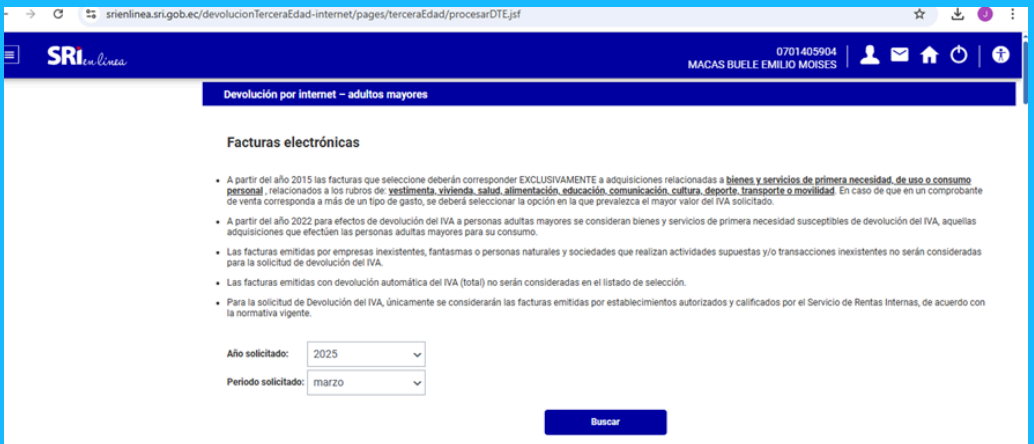 srienlinea.sri.gob.ec/devolucionTerceraEdad-internet/pages/terceraEdad/procesarDTE.jsf
J
SRi en línea
0701405904
MACAS BUELE EMILIO MOISES
Devolución por internet – adultos mayores
Facturas electrónicas
• A partir del año 2015 las facturas que seleccione deberán corresponder EXCLUSIVAMENTE a adquisiciones relacionadas a bienes y servicios de primera necesidad, de uso o consumo
personal , relacionados a los rubros de: vestimenta, vivienda, salud, alimentación, educación, comunicación, cultura, deporte, transporte o movilidad. En caso de que en un comprobante
de venta corresponda a más de un tipo de gasto, se deberá seleccionar la opción en la que prevalezca el mayor valor del IVA solicitado.
• A partir del año 2022 para efectos de devolución del IVA a personas adultas mayores se consideran bienes y servicios de primera necesidad susceptibles de devolución del IVA, aquellas
adquisiciones que efectúen las personas adultas mayores para su consumo.
• Las facturas emitidas por empresas inexistentes, fantasmas o personas naturales y sociedades que realizan actividades supuestas y/o transacciones inexistentes no serán consideradas
para la solicitud de devolución del IVA.
• Las facturas emitidas con devolución automática del IVA (total) no serán consideradas en el listado de selección.
• Para la solicitud de Devolución del IVA, únicamente se considerarán las facturas emitidas por establecimientos autorizados y calificados por el Servicio de Rentas Internas, de acuerdo con
la normativa vigente.
Año solicitado: 2025
Periodo solicitado: marzo
Buscar